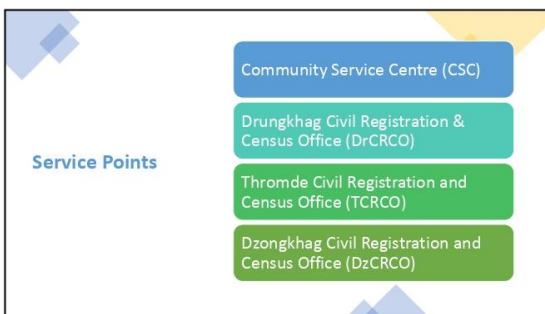 Service Points
Community Service Centre (CSC)
Drungkhag Civil Registration &
Census Office (DrCRCO)
Thromde Civil Registration and
Census Office (TCRCO)
Dzongkhag Civil Registration and
Census Office (DzCRCO)